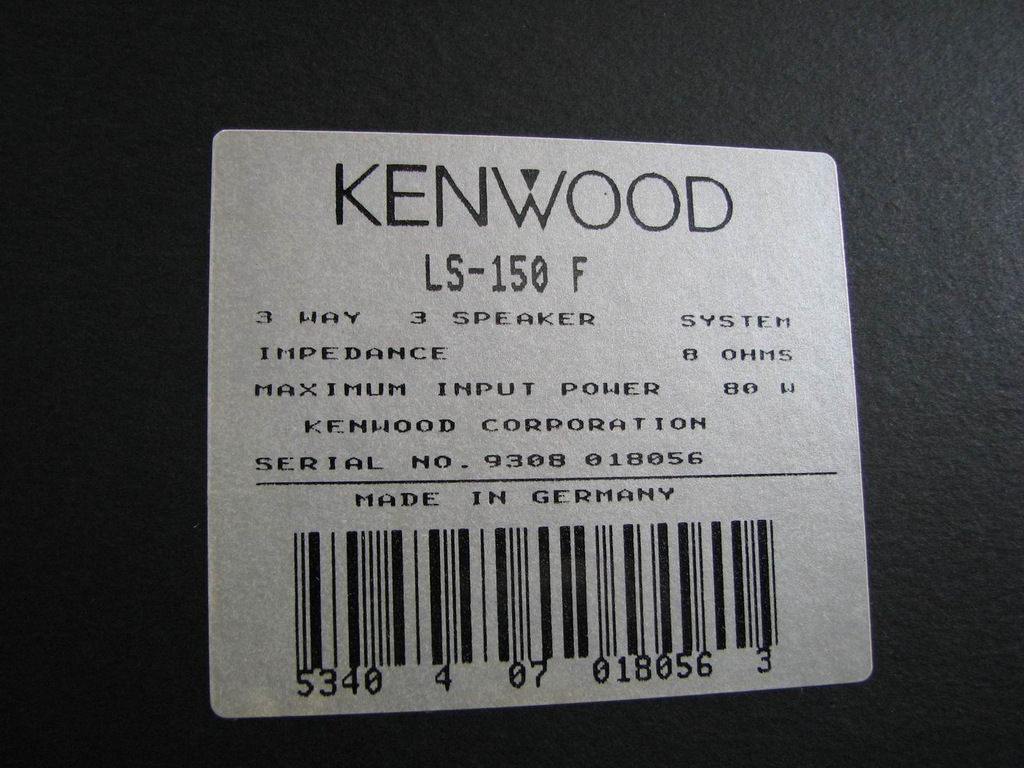 KENWOOD
LS-150 F
3 WAY 3 SPEAKER SYSTEM
IMPEDANCE 8 OHMS
MAXIMUM INPUT POWER 80 W
KENWOOD CORPORATION
SERIAL NO. 9308 018056
MADE IN GERMANY
5340 4 07 018056 3